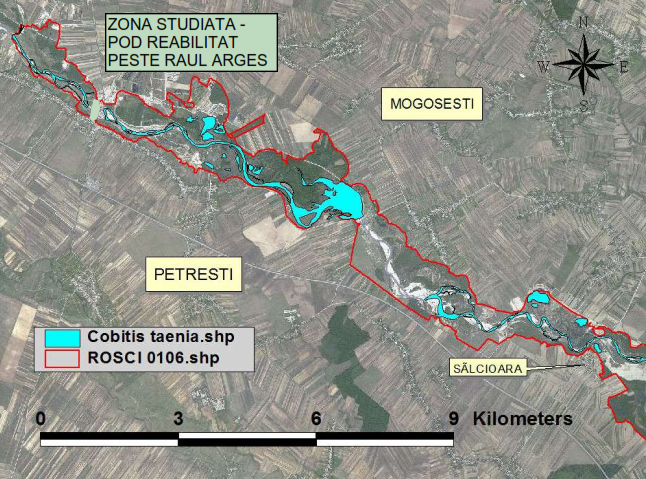 ZONA STUDIATA -
POD REABILITAT
PESTE RAUL ARGES
N
W E
S
MOGOSESTI
PETRESTI
Cobitis taenia.shp
ROSCI 0106.shp
SĂLCIOARA
0 3 6 9 Kilometers